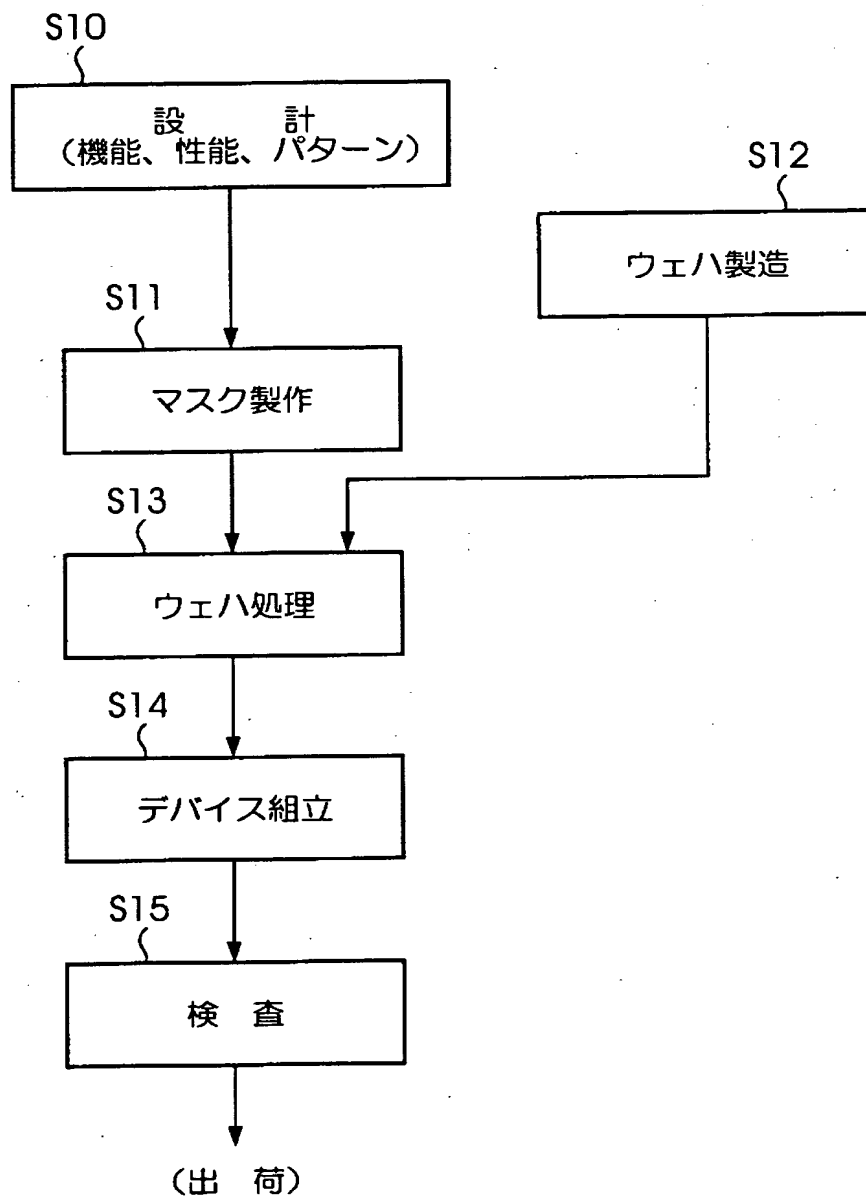 S10
設 計
（機能、性能、パターン）
S12
ウェハ製造
S11
マスク製作
S13
ウェハ処理
S14
デバイス組立
S15
検 査
（出 荷）